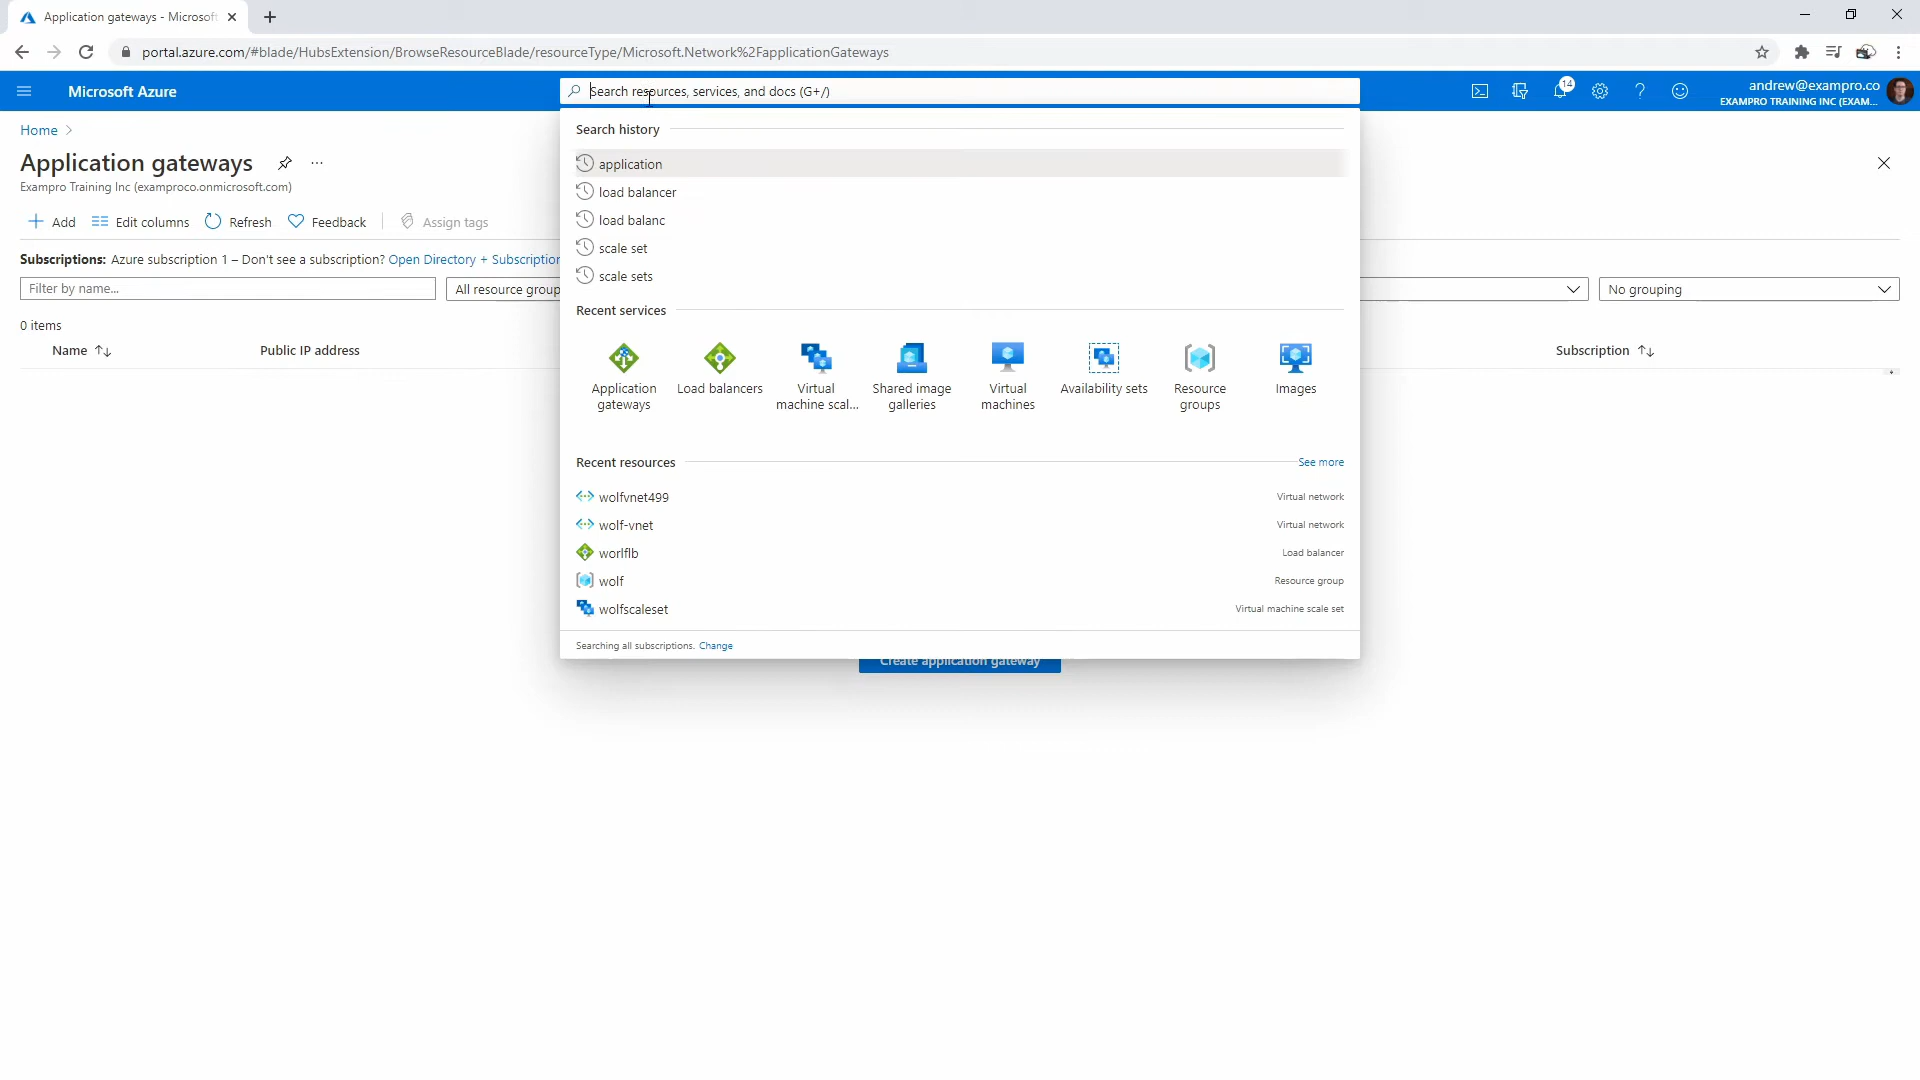 Application gateways - Microsoft
portal.azure.com/#blade/HubsExtension/BrowseResourceBlade/resourceType/Microsoft.Network%2FapplicationGateways
Microsoft Azure
Search resources, services, and docs (G+/)
14
andrew@exampro.co
EXAMPRO TRAINING INC (EXAM...
Home
Search history
Application gateways
...
Exampro Training Inc (examproco.onmicrosoft.com)
application
load balancer
load balanc
scale set
scale sets
Add
Edit columns
Refresh
Feedback
Assign tags
Subscriptions: Azure subscription 1 – Don't see a subscription? Open Directory + Subscription
Filter by name...
All resource group
No grouping
0 items
Name
Public IP address
Subscription
Recent services
Application gateways
Load balancers
Virtual machine scal...
Shared image galleries
Virtual machines
Availability sets
Resource groups
Images
Recent resources
See more
wolfvnet499 Virtual network
wolf-vnet Virtual network
worlflb Load balancer
wolf Resource group
wolfscaleset Virtual machine scale set
Searching all subscriptions. Change
Create application gateway